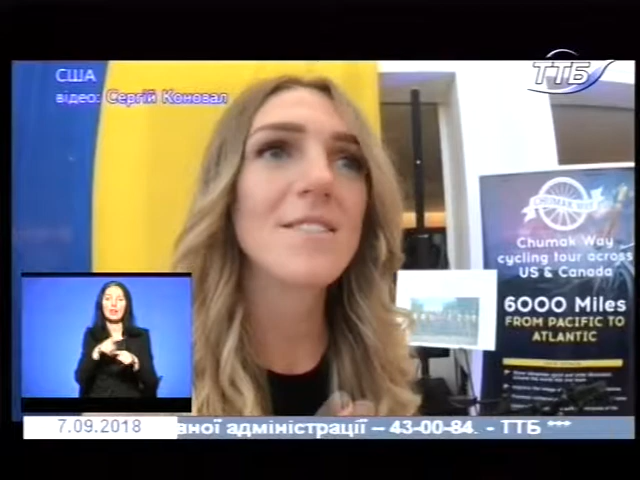 США
відео: Сергій Коновал
ТТБ
CHUMAK WAY
Chumak Way
cycling tour across
US & Canada
6000 Miles
FROM PACIFIC TO
ATLANTIC
7.09.2018
вної адміністрації – 43-00-84. - ТТБ ***